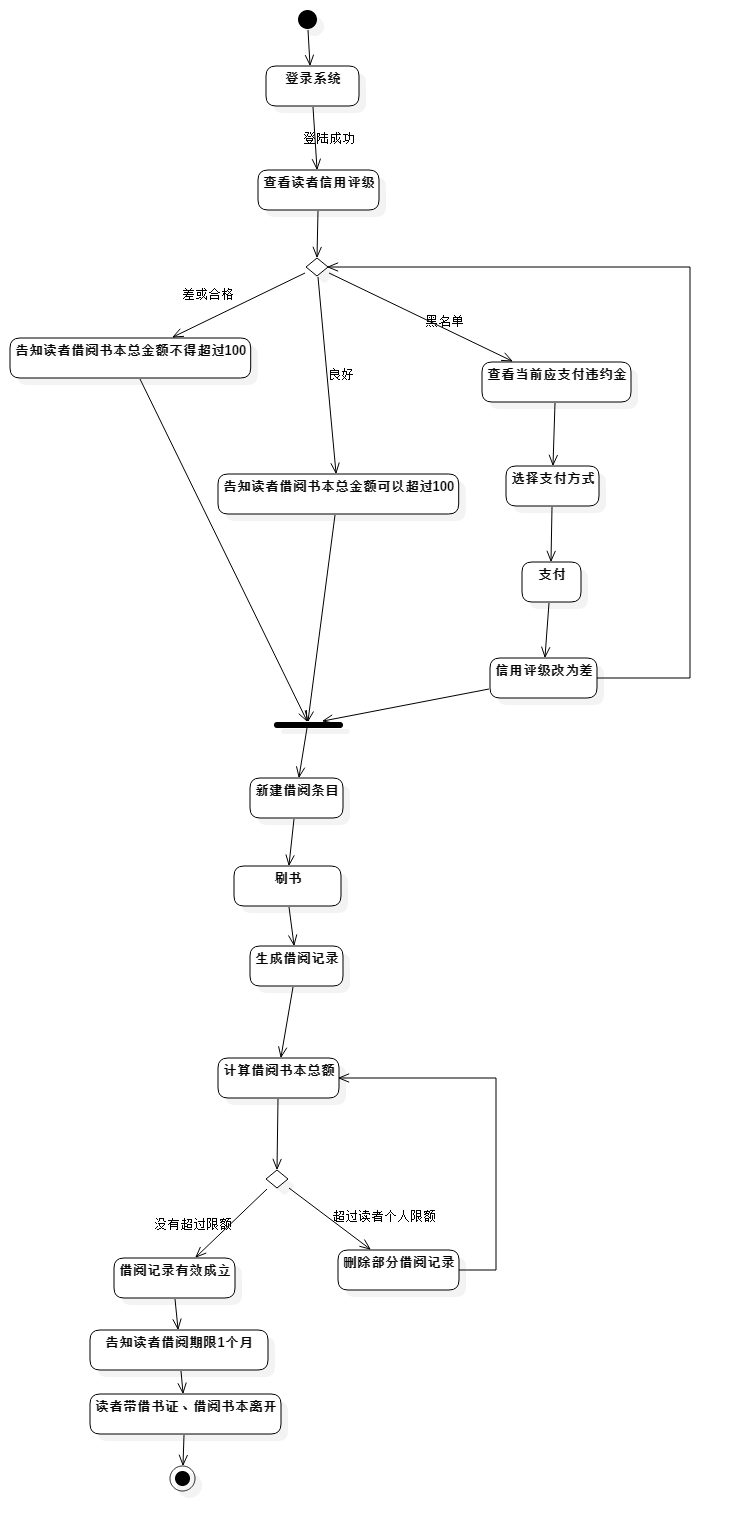 登录系统
登陆成功
查看读者信用评级
差或合格
黑名单
告知读者借阅书本总金额不得超过100
良好
查看当前应支付违约金
选择支付方式
告知读者借阅书本总金额可以超过100
支付
信用评级改为差
新建借阅条目
刷书
生成借阅记录
计算借阅书本总额
没有超过限额
超过读者个人限额
借阅记录有效成立
删除部分借阅记录
告知读者借阅期限1个月
读者带借书证、借阅书本离开